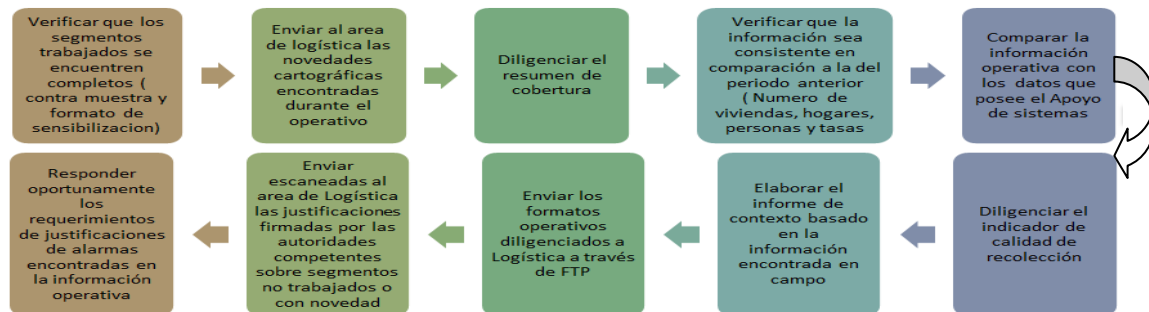 Verificar que los
segmentos
trabajados se
encuentren
completos (
contra muestra y
formato de
sensibilizacion)
Enviar al area
de logística las
novedades
cartográficas
encontradas
durante el
operativo
Diligenciar el
resumen de
cobertura
Verificar que la
información sea
consistente en
comparación a la del
periodo anterior
( Numero de
viviendas, hogares,
personas y tasas
Comparar la
información
operativa con
los datos que
posee el Apoyo
de sistemas
Diligenciar el
indicador de
calidad de
recolección
Elaborar el
informe de
contexto basado
en la
información
encontrada en
campo
Enviar los
formatos
operativos
diligenciados a
Logística a través
de FTP
Enviar
escaneadas al
area de Logística
las justificaciones
firmadas por las
autoridades
competentes
sobre segmentos
no trabajados o
con novedad
Responder
oportunamente
los
requerimientos
de justificaciones
de alarmas
encontradas en
la información
operativa